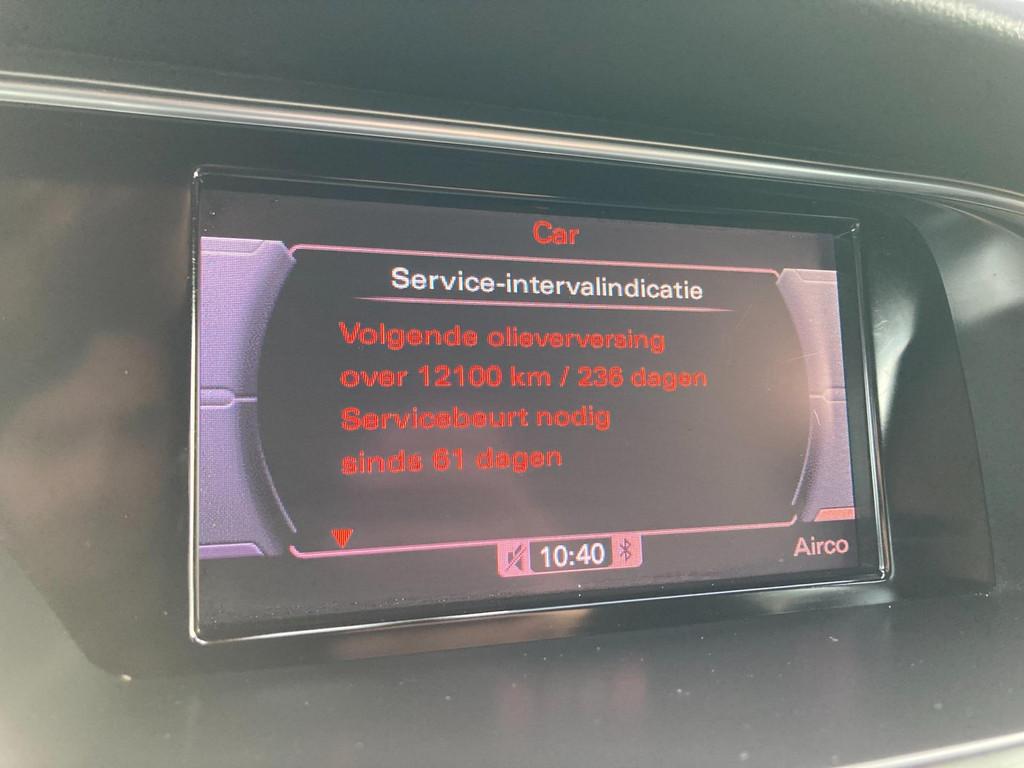 Car
Service-intervalindicatie
Volgende olieverversing
over 12100 km / 236 dagen
Servicebeurt nodig
sinds 61 dagen
10:40
Airco